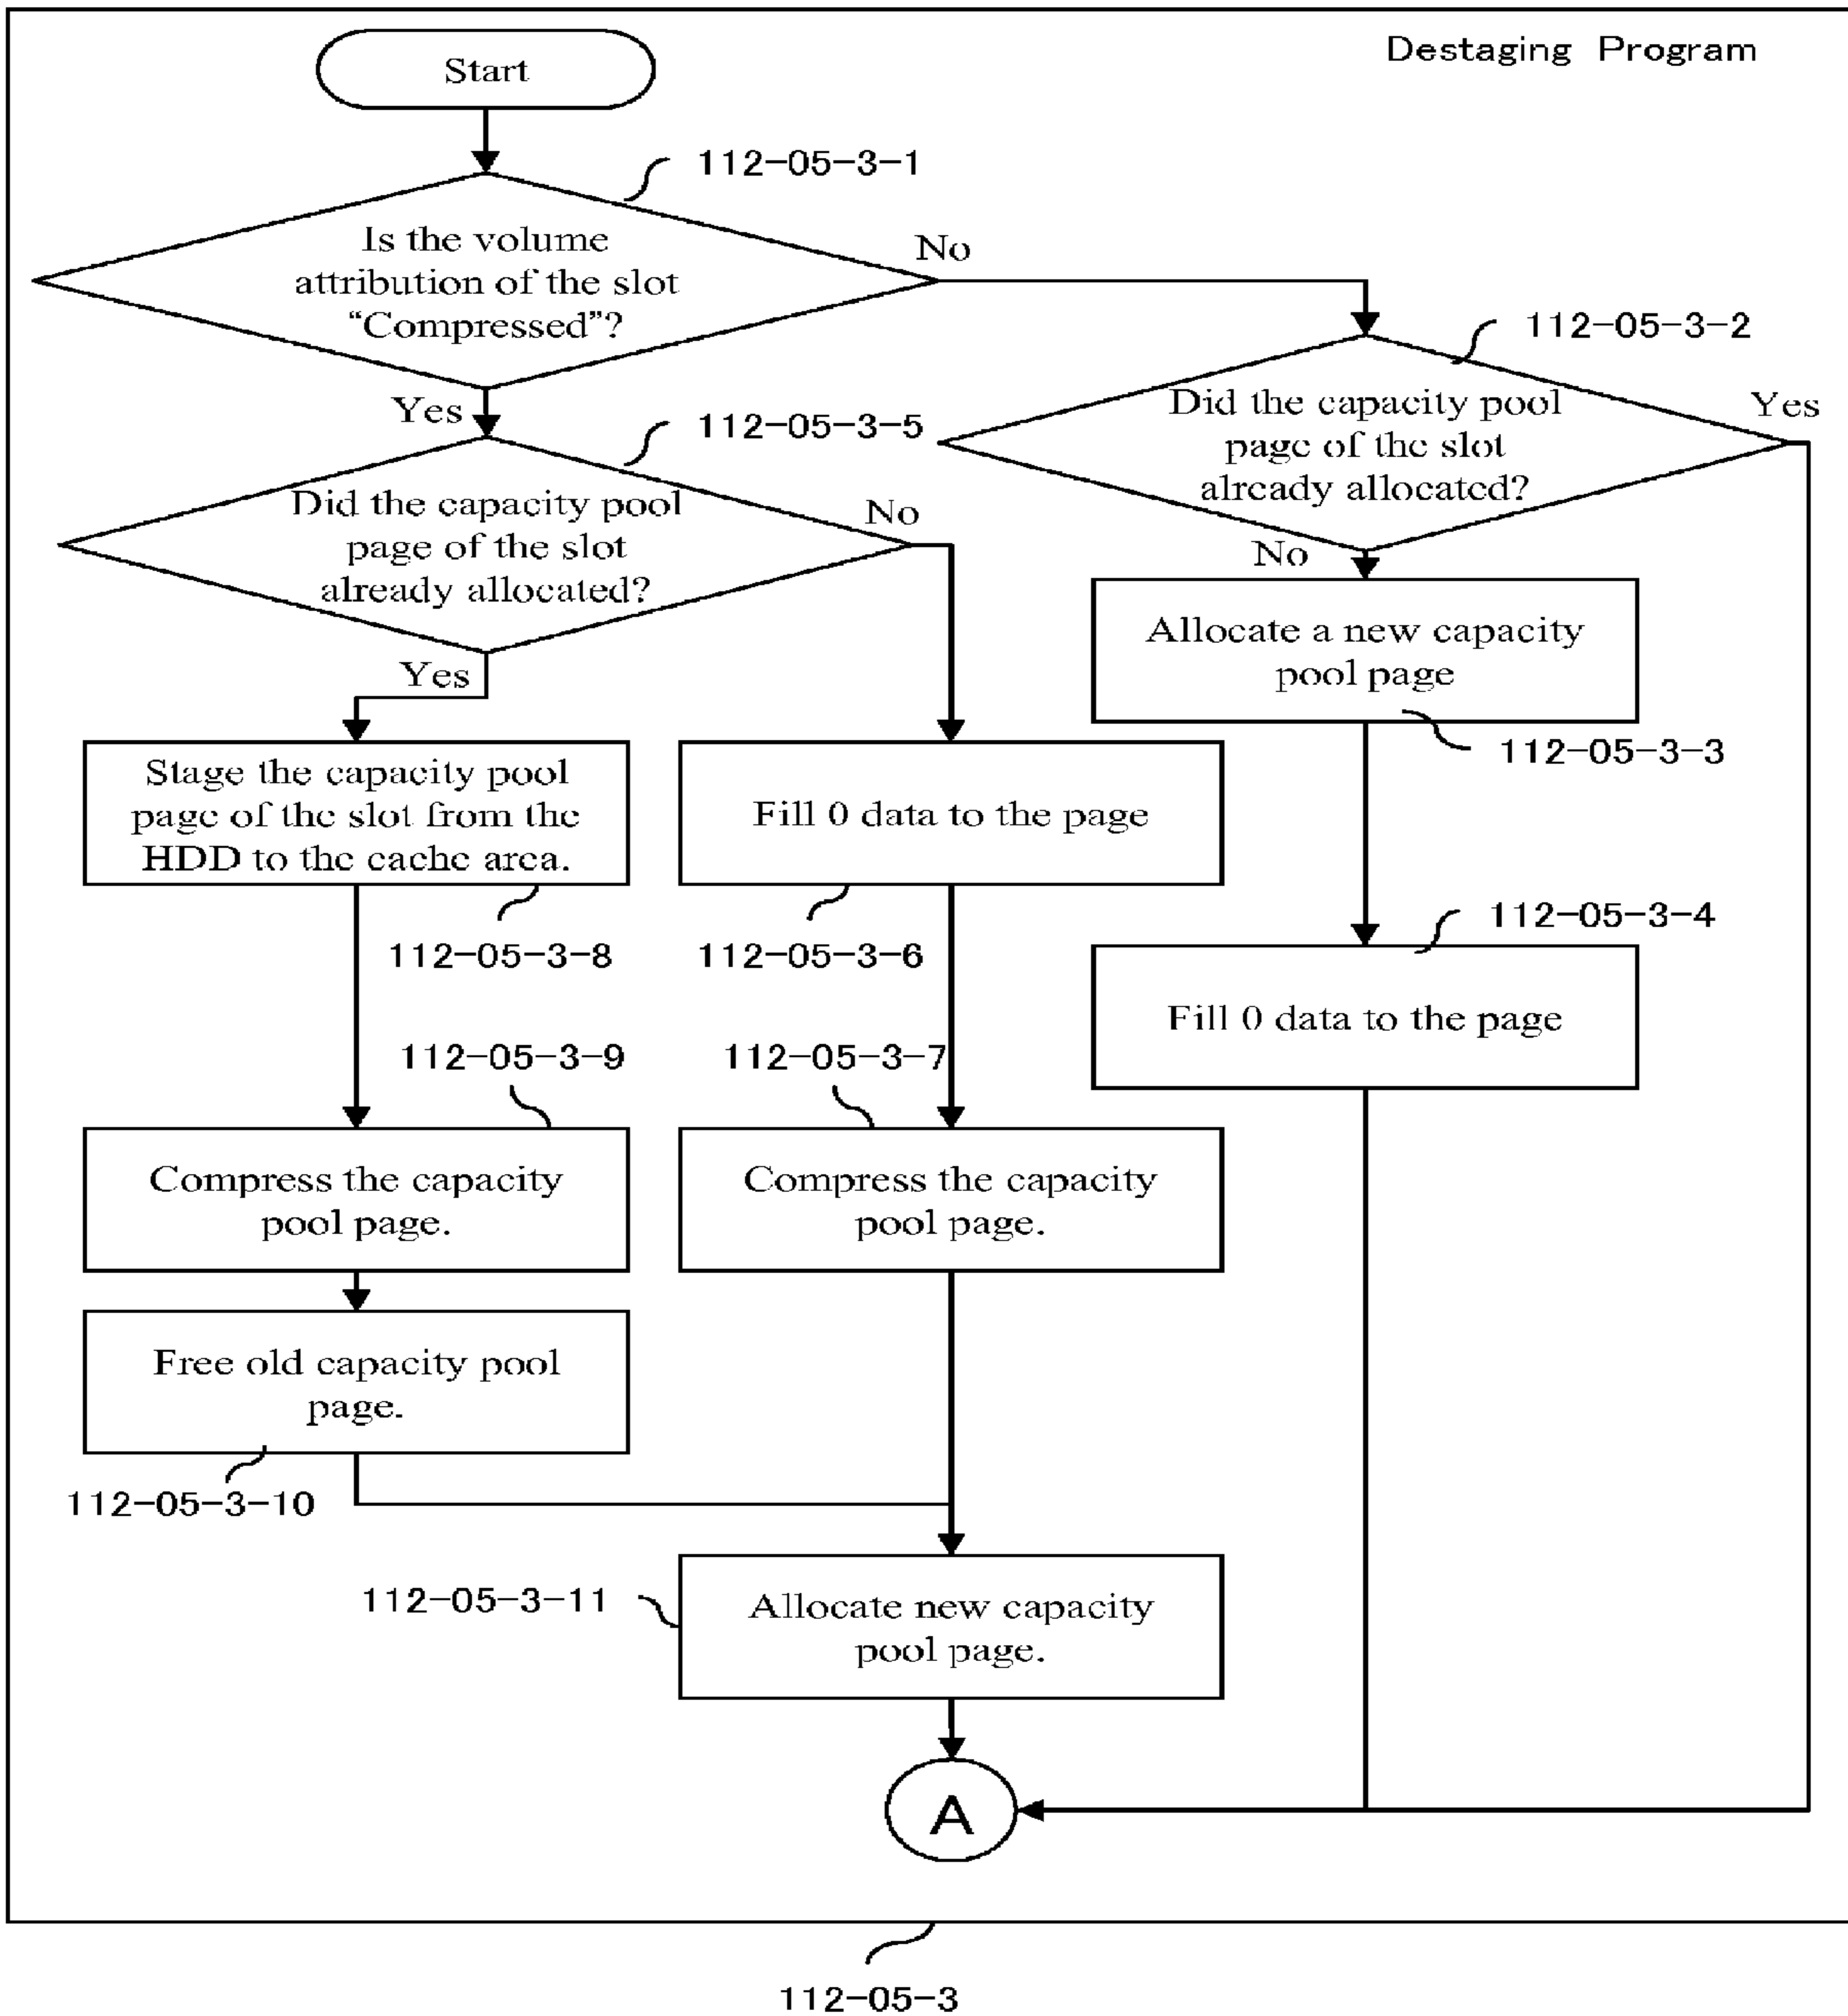 Destaging Program
Start
112-05-3-1
Is the volume
attribution of the slot
“Compressed”?
No
Yes
112-05-3-2
Did the capacity pool
page of the slot
already allocated?
Yes
No
112-05-3-5
Did the capacity pool
page of the slot
already allocated?
No
Yes
Allocate a new capacity
pool page
112-05-3-3
Stage the capacity pool
page of the slot from the
HDD to the cache area.
112-05-3-8
Fill 0 data to the page
112-05-3-6
112-05-3-4
Fill 0 data to the page
112-05-3-9
Compress the capacity
pool page.
112-05-3-7
Compress the capacity
pool page.
Free old capacity pool
page.
112-05-3-10
112-05-3-11
Allocate new capacity
pool page.
A
112-05-3